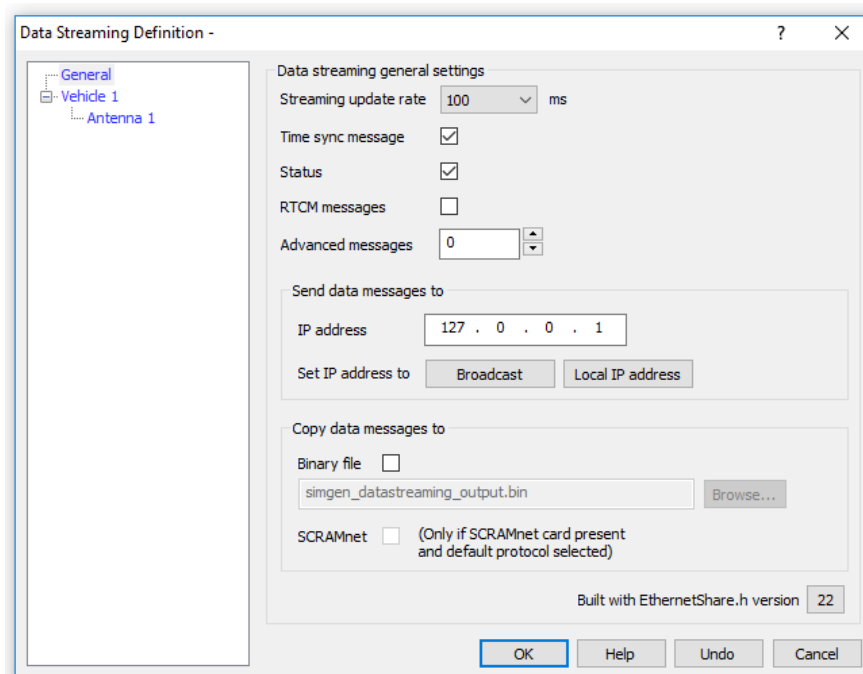 Data Streaming Definition -
?
General
Vehicle 1
Antenna 1
Data streaming general settings
Streaming update rate 100 ms
Time sync message
Status
RTCM messages
Advanced messages 0
Send data messages to
IP address 127 . 0 . 0 . 1
Set IP address to Broadcast Local IP address
Copy data messages to
Binary file
simgen_datastreaming_output.bin Browse...
SCRAMnet (Only if SCRAMnet card present
and default protocol selected)
Built with EthernetShare.h version 22
OK Help Undo Cancel